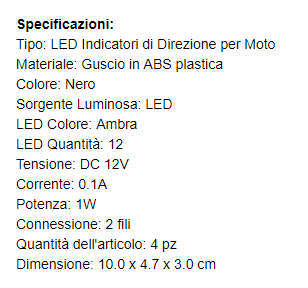 Specificazioni:
Tipo: LED Indicatori di Direzione per Moto
Materiale: Guscio in ABS plastica
Colore: Nero
Sorgente Luminosa: LED
LED Colore: Ambra
LED Quantità: 12
Tensione: DC 12V
Corrente: 0.1A
Potenza: 1W
Connessione: 2 fili
Quantità dell'articolo: 4 pz
Dimensione: 10.0 x 4.7 x 3.0 cm